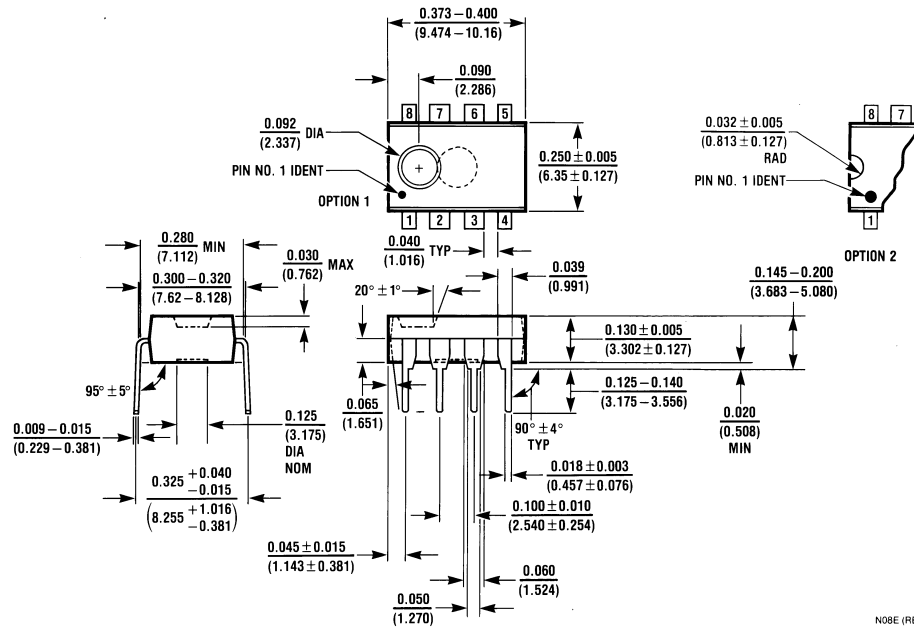 0.373 – 0.400
(9.474 – 10.16)
0.090
(2.286)
8 7 6 5
0.092 DIA
(2.337)
PIN NO. 1 IDENT
OPTION 1
0.250 ± 0.005
(6.35 ± 0.127)
1 2 3 4
0.032 ± 0.005
(0.813 ± 0.127)
RAD
PIN NO. 1 IDENT
8 7
1
OPTION 2
0.280 MIN
(7.112)
0.300 – 0.320
(7.62 – 8.128)
0.030 MAX
(0.762)
0.040 TYP
(1.016)
0.039
(0.991)
20° ± 1°
0.145 – 0.200
(3.683 – 5.080)
0.130 ± 0.005
(3.302 ± 0.127)
0.125 – 0.140
(3.175 – 3.556)
0.020
(0.508)
MIN
95° ± 5°
0.009 – 0.015
(0.229 – 0.381)
0.125
(3.175)
DIA
NOM
0.065
(1.651)
90° ± 4°
TYP
0.325 +0.040 -0.015
(8.255 +1.016 -0.381)
0.018 ± 0.003
(0.457 ± 0.076)
0.100 ± 0.010
(2.540 ± 0.254)
0.045 ± 0.015
(1.143 ± 0.381)
0.060
(1.524)
0.050
(1.270)
N08E